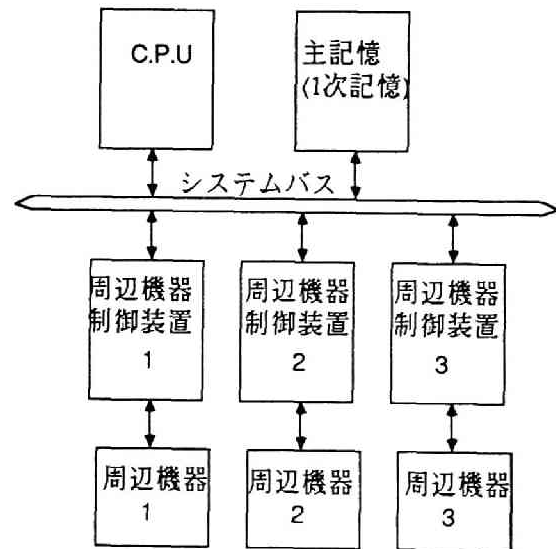 C.P.U
主記憶
(1次記憶)
システムバス
周辺機器
制御装置
1
周辺機器
制御装置
2
周辺機器
制御装置
3
周辺機器
1
周辺機器
2
周辺機器
3